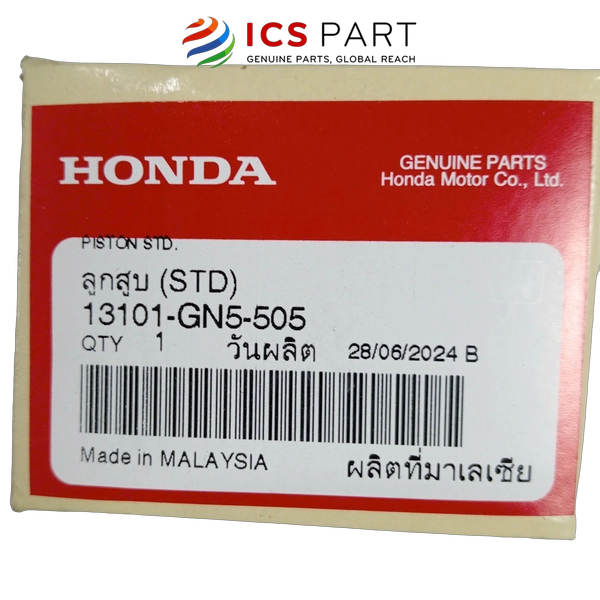 ICS PART
GENUINE PARTS, GLOBAL REACH
HONDA
GENUINE PARTS
Honda Motor Co., Ltd.
PISTON STD.
ลูกสูบ (STD)
13101-GN5-505
QTY 1 วันผลิต 28/06/2024 B
Made in MALAYSIA ผลิตที่มาเลเซีย